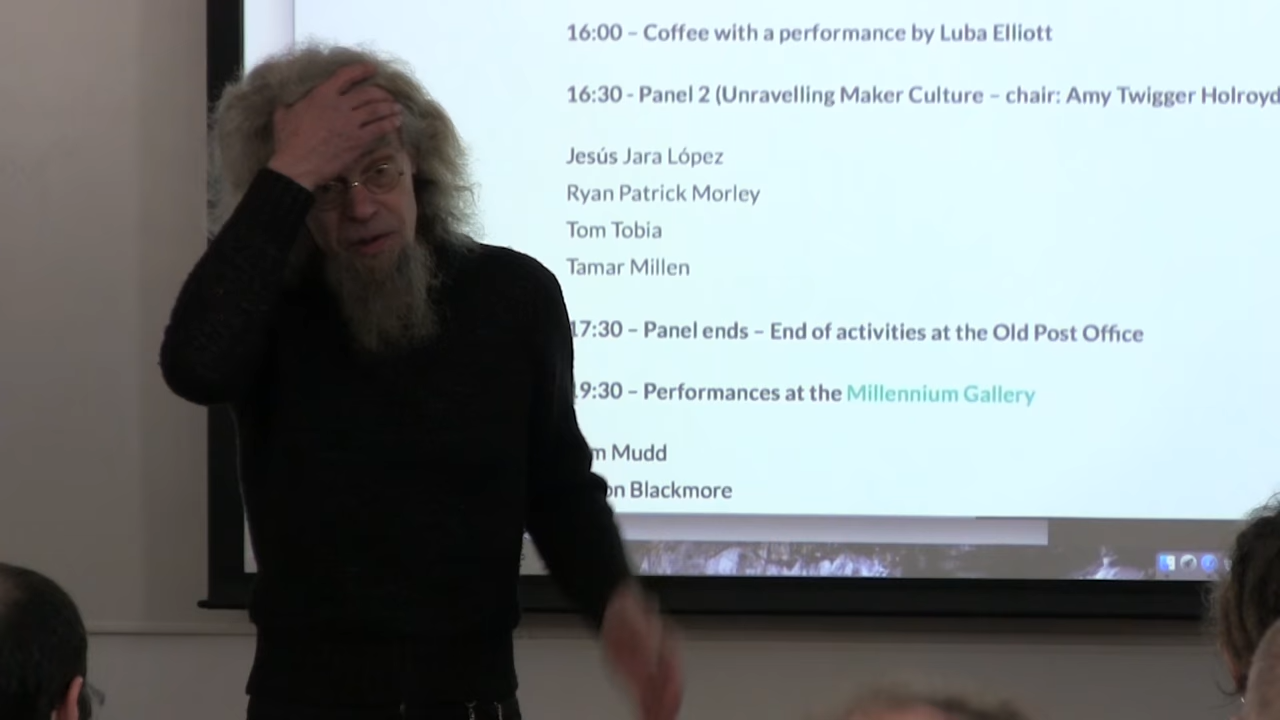 16:00 – Coffee with a performance by Luba Elliott
16:30 - Panel 2 (Unravelling Maker Culture – chair: Amy Twigger Holroyd
Jesús Jara López
Ryan Patrick Morley
Tom Tobia
Tamar Millen
17:30 – Panel ends – End of activities at the Old Post Office
19:30 – Performances at the Millennium Gallery
Mudd
Blackmore